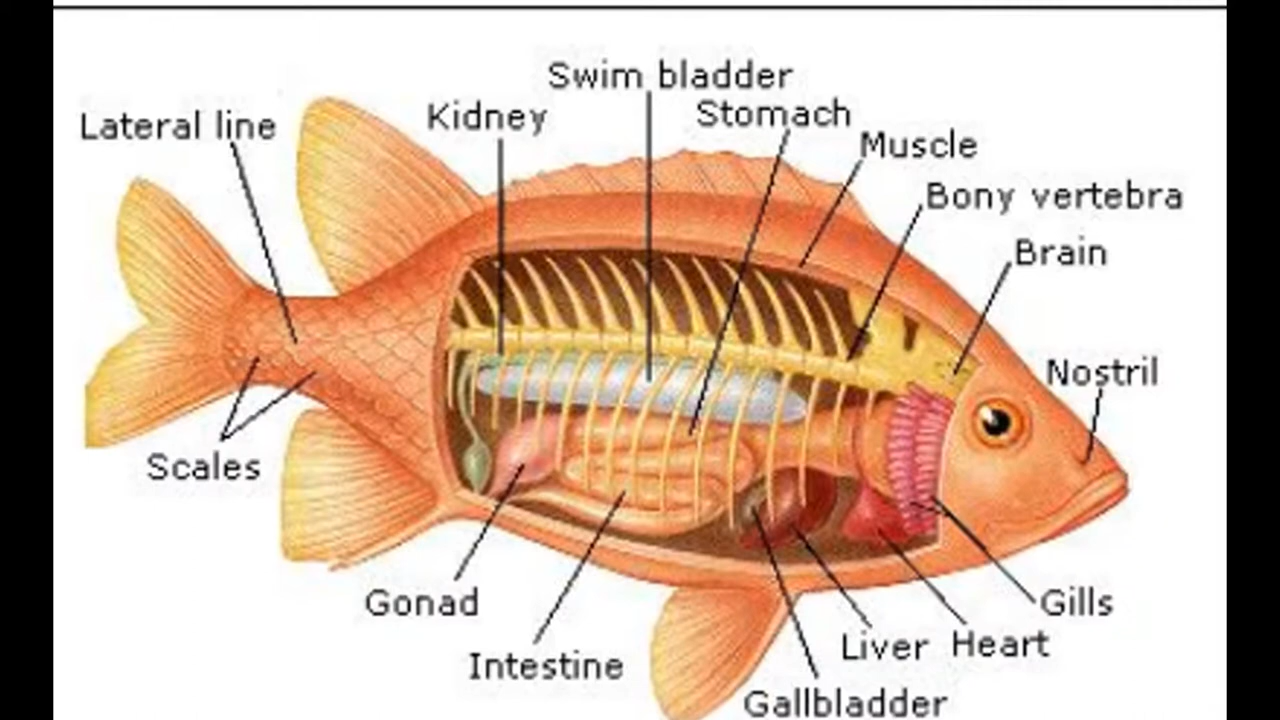 Swim bladder
Lateral line
Kidney
Stomach
Muscle
Bony vertebra
Brain
Nostril
Scales
Gonad
Gills
Intestine
Liver
Heart
Gallbladder